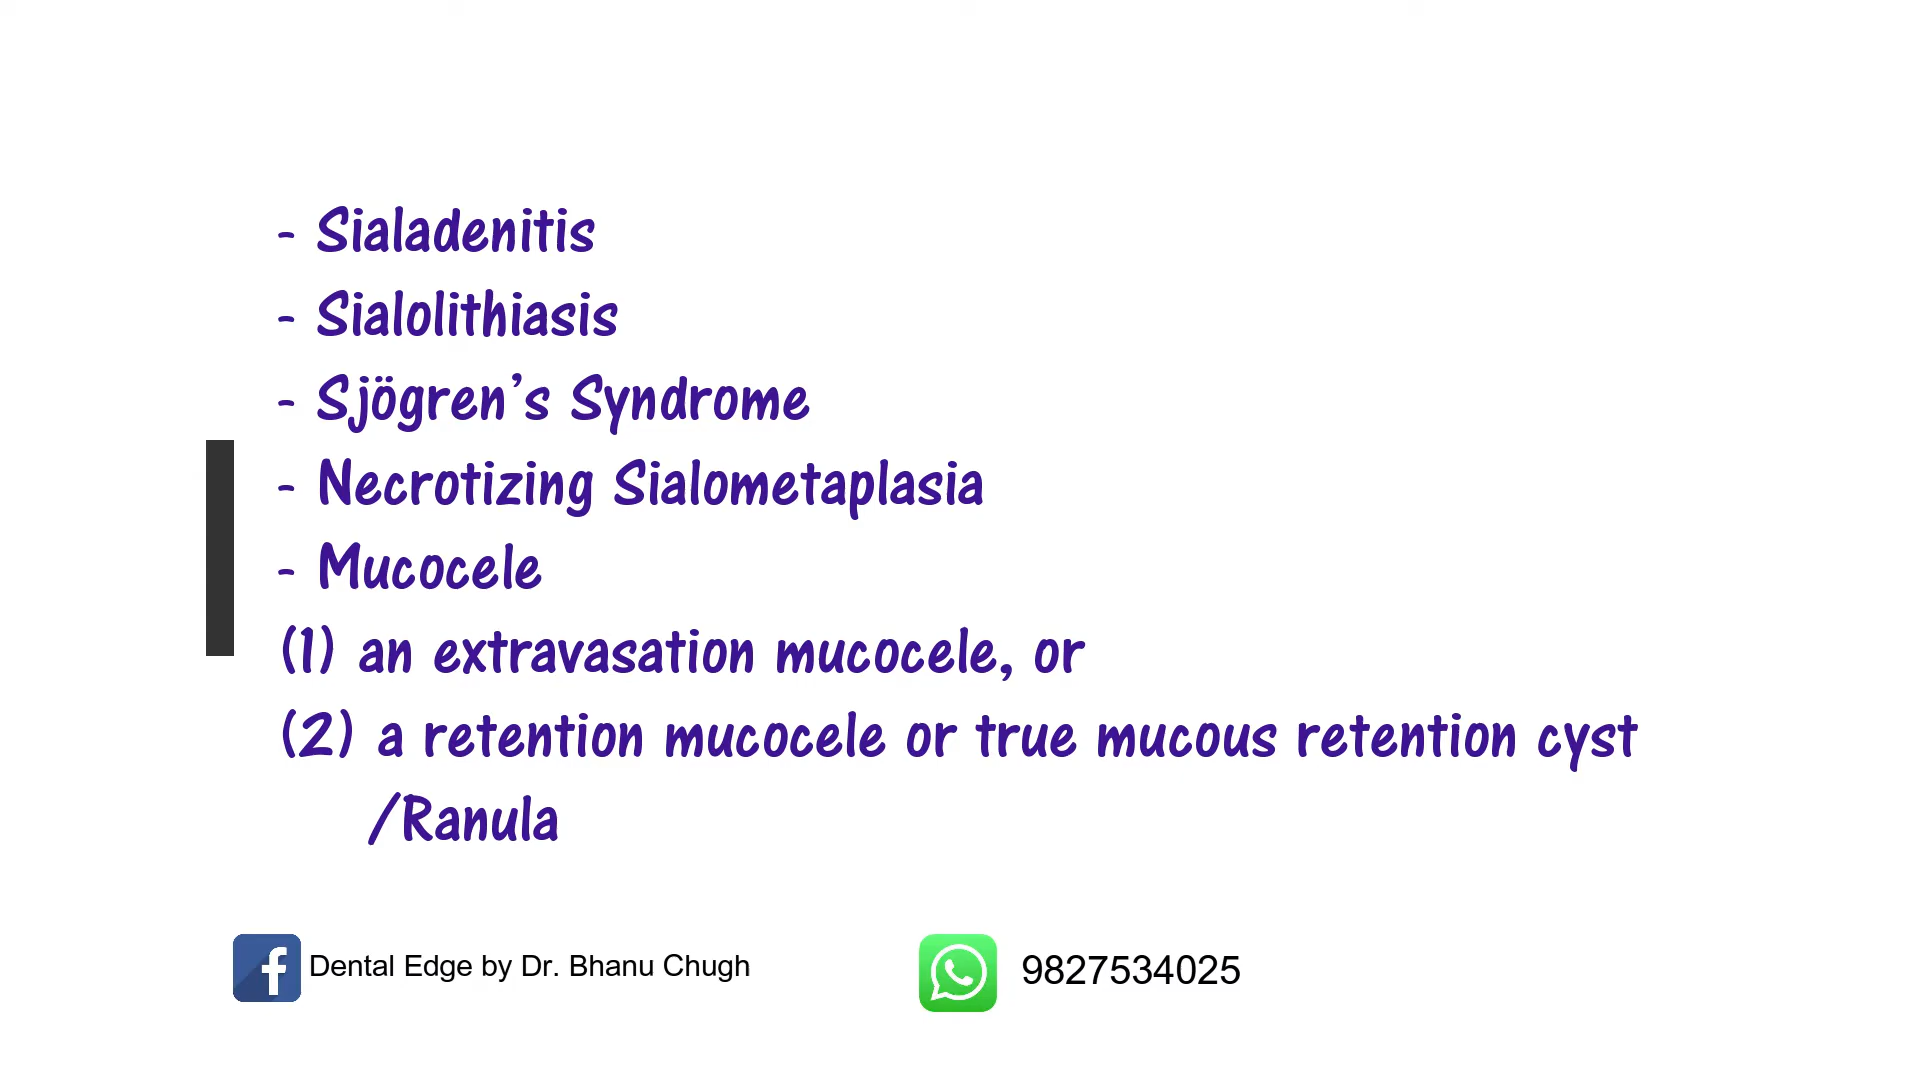 - Sialadenitis
- Sialolithiasis
- Sjögren’s Syndrome
- Necrotizing Sialometaplasia
- Mucocele
(1) an extravasation mucocele, or
(2) a retention mucocele or true mucous retention cyst
/Ranula
Dental Edge by Dr. Bhanu Chugh
9827534025